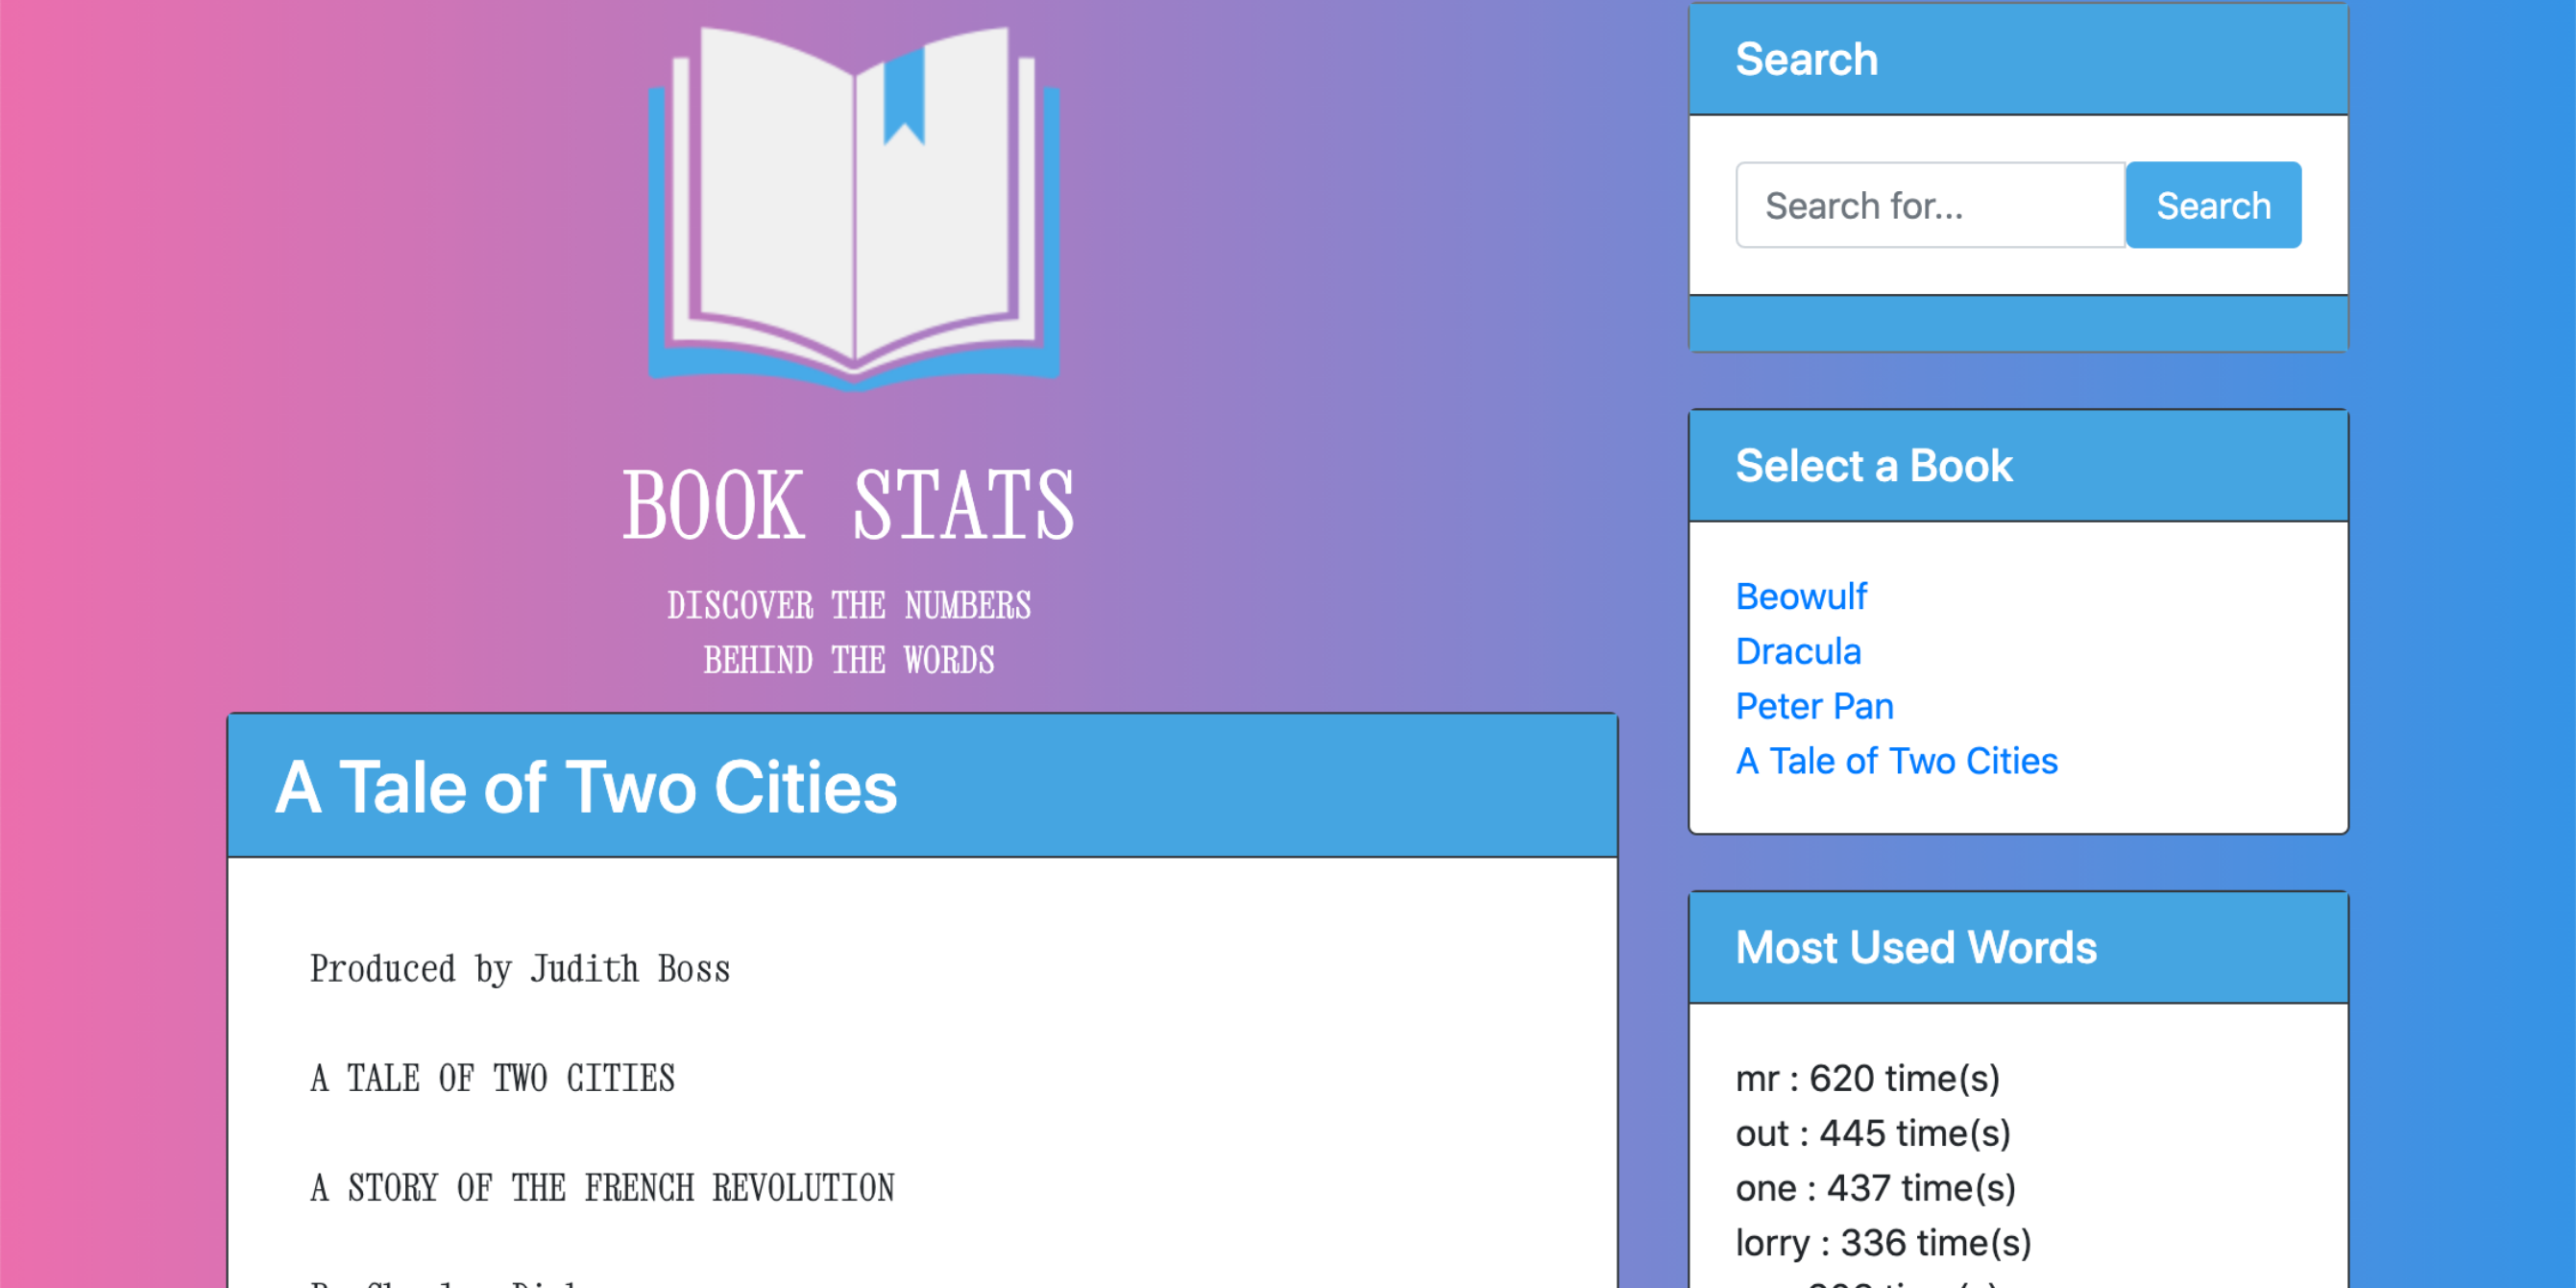 BOOK STATS
DISCOVER THE NUMBERS
BEHIND THE WORDS
A Tale of Two Cities
Produced by Judith Boss
A TALE OF TWO CITIES
A STORY OF THE FRENCH REVOLUTION
Search
Search for...
Search
Select a Book
Beowulf
Dracula
Peter Pan
A Tale of Two Cities
Most Used Words
mr : 620 time(s)
out : 445 time(s)
one : 437 time(s)
lorry : 336 time(s)